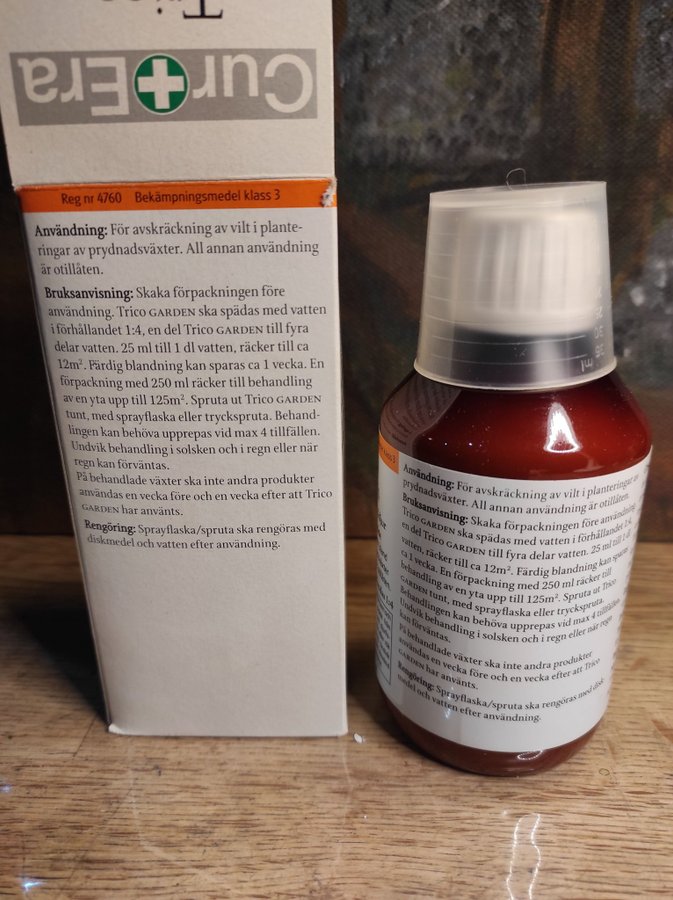 Cur+Era
Reg nr 4760 Bekämpningsmedel klass 3
Användning: För avskräckning av vilt i plante-
ringar av prydnadsväxter. All annan användning
är otillåten.
Bruksanvisning: Skaka förpackningen före
användning. Trico GARDEN ska spädas med vatten
i förhållandet 1:4, en del Trico GARDEN till fyra
delar vatten. 25 ml till 1 dl vatten, räcker till ca
12m². Färdig blandning kan sparas ca 1 vecka. En
förpackning med 250 ml räcker till behandling
av en yta upp till 125m². Spruta ut Trico GARDEN
tunt, med sprayflaska eller tryckspruta. Behand-
lingen kan behöva upprepas vid max 4 tillfällen.
Undvik behandling i solsken och i regn eller när
regn kan förväntas.
På behandlade växter ska inte andra produkter
användas en vecka före och en vecka efter att Trico
GARDEN har använts.
Rengöring: Sprayflaska/spruta ska rengöras med
diskmedel och vatten efter användning.
30
35 ml
klass 3
Användning: För avskräckning av vilt i planteringar av
prydnadsväxter. All annan användning är otillåten.
Bruksanvisning: Skaka förpackningen före användning.
Trico GARDEN ska spädas med vatten i förhållandet 1:4,
en del Trico GARDEN till fyra delar vatten. 25 ml till 1 dl
vatten, räcker till ca 12m². Färdig blandning kan sparas
ca 1 vecka. En förpackning med 250 ml räcker till
behandling av en yta upp till 125m². Spruta ut Trico
GARDEN tunt, med sprayflaska eller tryckspruta.
Behandlingen kan behöva upprepas vid max 4 tillfällen.
Undvik behandling i solsken och i regn eller när regn
kan förväntas.
På behandlade växter ska inte andra produkter
användas en vecka före och en vecka efter att Trico
GARDEN har använts.
Rengöring: Sprayflaska/spruta ska rengöras med disk-
medel och vatten efter användning.